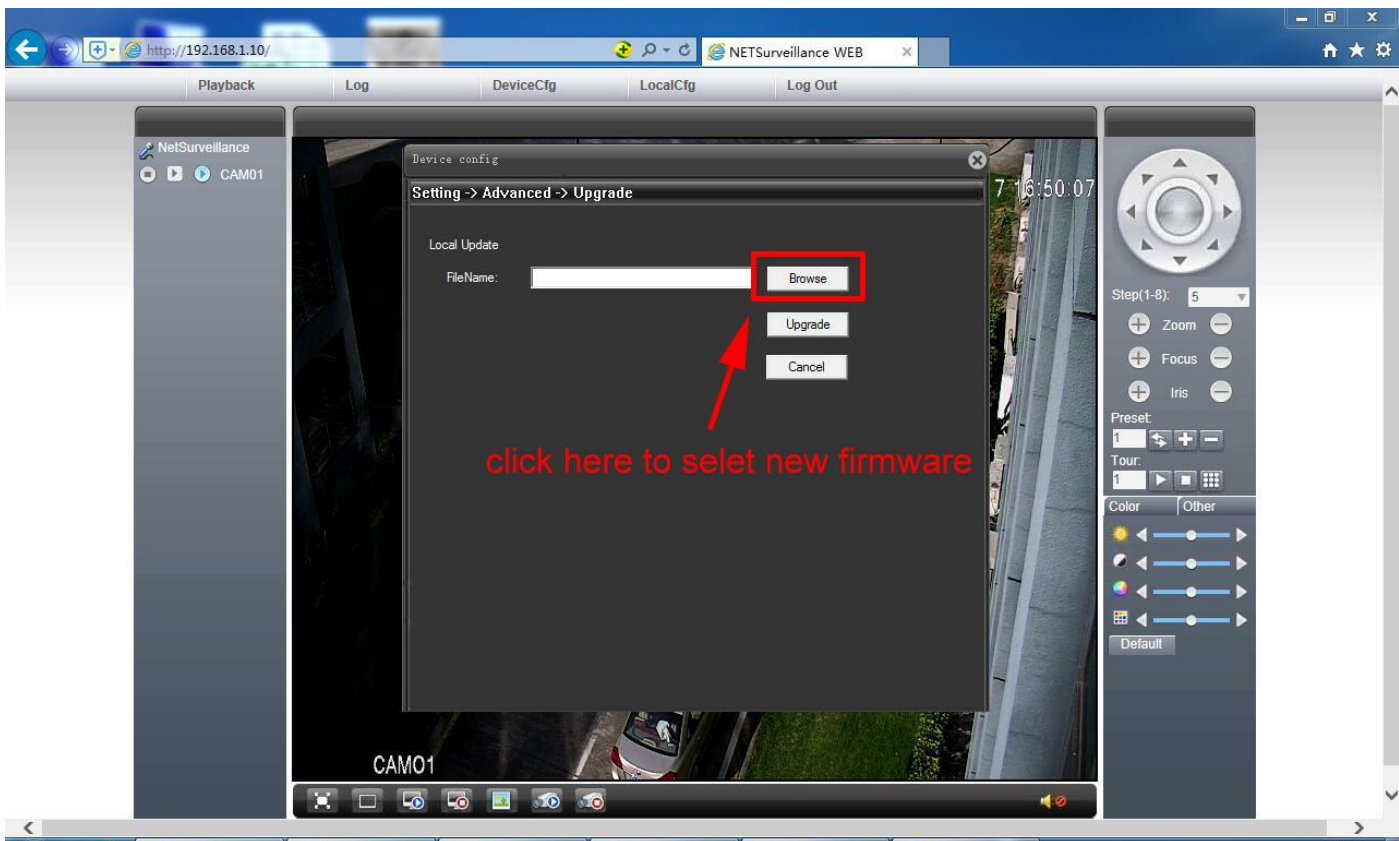 http://192.168.1.10/
NETSurveillance WEB
Playback Log DeviceCfg LocalCfg Log Out
NetSurveillance
CAM01
Device config
7 16:50:07
Setting -> Advanced -> Upgrade
Local Update
FileName:
Browse
Upgrade
Cancel
click here to selet new firmware
CAM01
Step(1-8): 5
Zoom
Focus
Iris
Preset:
1
Tour:
1
Color Other
Default